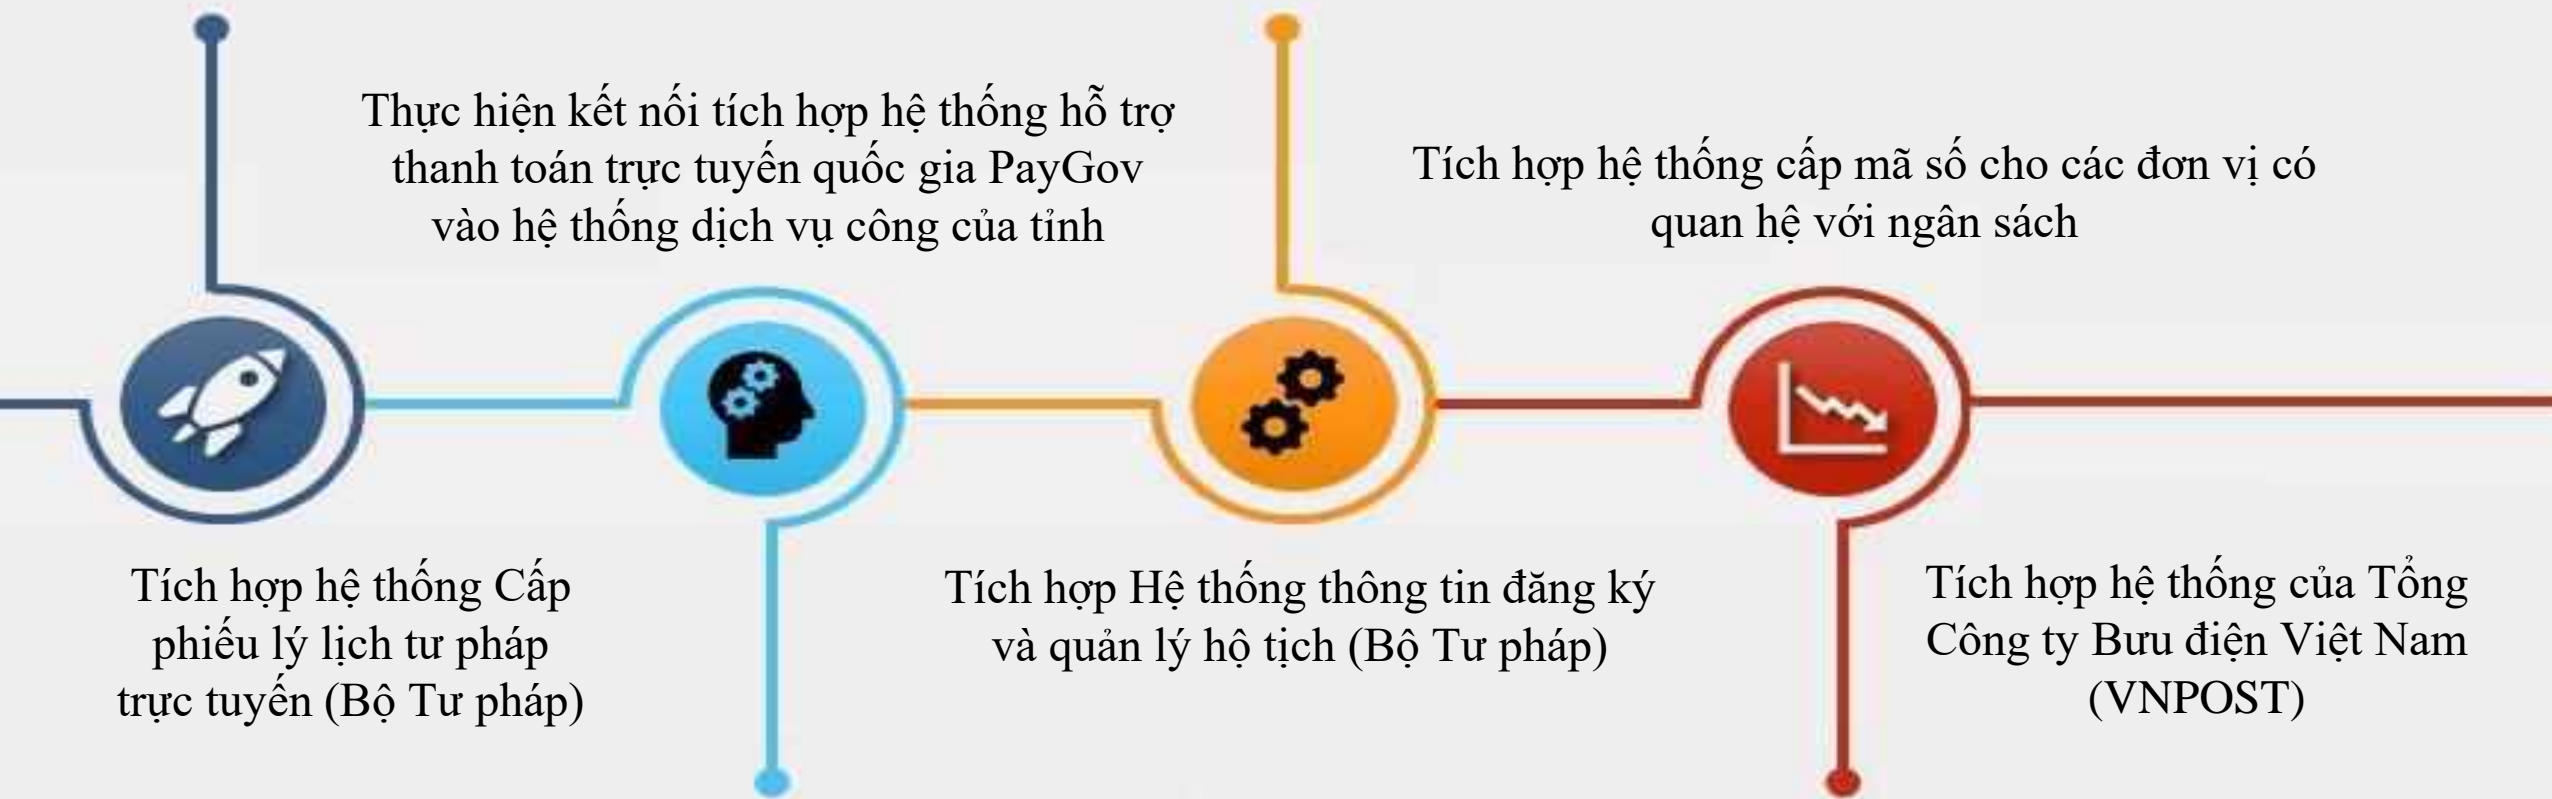 Thực hiện kết nối tích hợp hệ thống hỗ trợ
thanh toán trực tuyến quốc gia PayGov
vào hệ thống dịch vụ công của tỉnh
Tích hợp hệ thống cấp mã số cho các đơn vị có
quan hệ với ngân sách
Tích hợp hệ thống Cấp
phiếu lý lịch tư pháp
trực tuyến (Bộ Tư pháp)
Tích hợp Hệ thống thông tin đăng ký
và quản lý hộ tịch (Bộ Tư pháp)
Tích hợp hệ thống của Tổng
Công ty Bưu điện Việt Nam
(VNPOST)